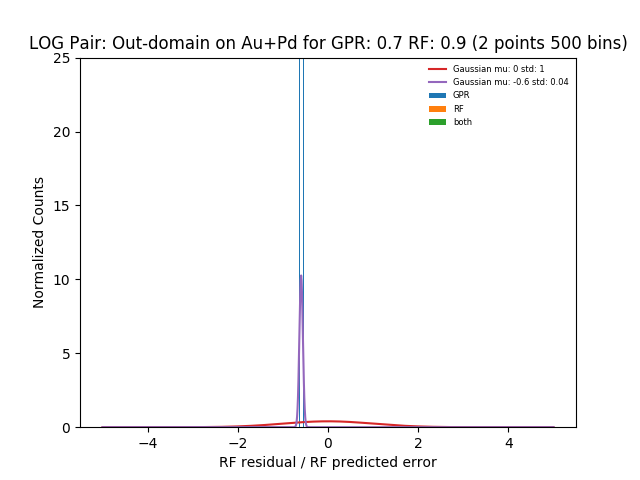 LOG Pair: Out-domain on Au+Pd for GPR: 0.7 RF: 0.9 (2 points 500 bins)
25
20
15
10
5
0
Normalized Counts
Gaussian mu: 0 std: 1
Gaussian mu: -0.6 std: 0.04
GPR
RF
both
−4
−2
0
2
4
RF residual / RF predicted error